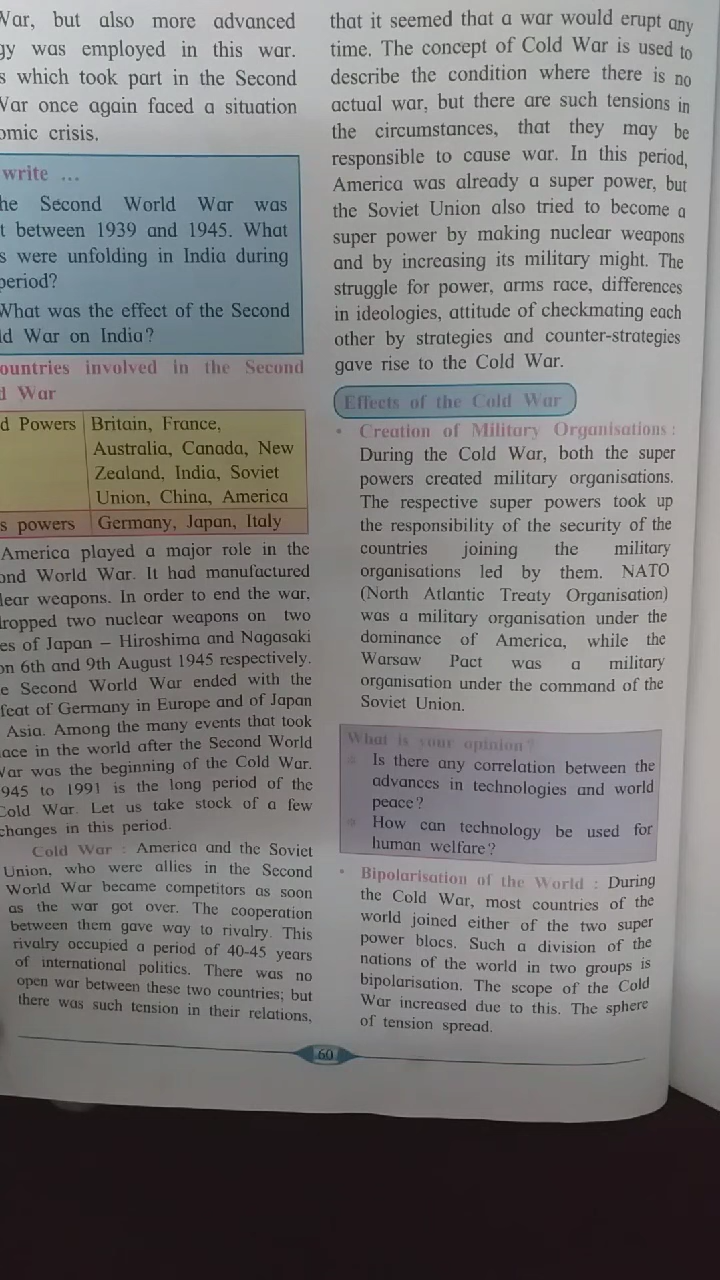 War, but also more advanced
was employed in this war.
which took part in the Second
War once again faced a situation
crisis.
write ...
Second World War was
between 1939 and 1945. What
were unfolding in India during
period?
What was the effect of the Second
War on India?
involved in the Second
War
Powers Britain, France,
Australia, Canada, New
Zealand, India, Soviet
Union, China, America
powers Germany, Japan, Italy
America played a major role in the
World War. It had manufactured
weapons. In order to end the war,
dropped two nuclear weapons on two
of Japan – Hiroshima and Nagasaki
on 6th and 9th August 1945 respectively.
Second World War ended with the
of Germany in Europe and of Japan
Asia. Among the many events that took
in the world after the Second World
War was the beginning of the Cold War.
to 1991 is the long period of the
Cold War. Let us take stock of a few
changes in this period.
Cold War : America and the Soviet
Union, who were allies in the Second
World War became competitors as soon
as the war got over. The cooperation
between them gave way to rivalry. This
rivalry occupied a period of 40-45 years
of international politics. There was no
open war between these two countries; but
there was such tension in their relations,
that it seemed that a war would erupt any
time. The concept of Cold War is used to
describe the condition where there is no
actual war, but there are such tensions in
the circumstances, that they may be
responsible to cause war. In this period,
America was already a super power, but
the Soviet Union also tried to become a
super power by making nuclear weapons
and by increasing its military might. The
struggle for power, arms race, differences
in ideologies, attitude of checkmating each
other by strategies and counter-strategies
gave rise to the Cold War.
Effects of the Cold War
• Creation of Military Organisations :
During the Cold War, both the super
powers created military organisations.
The respective super powers took up
the responsibility of the security of the
countries joining the military
organisations led by them. NATO
(North Atlantic Treaty Organisation)
was a military organisation under the
dominance of America, while the
Warsaw Pact was a military
organisation under the command of the
Soviet Union.
What is your opinion?
Is there any correlation between the
advances in technologies and world
peace?
How can technology be used for
human welfare?
• Bipolarisation of the World : During
the Cold War, most countries of the
world joined either of the two super
power blocs. Such a division of the
nations of the world in two groups is
bipolarisation. The scope of the Cold
War increased due to this. The sphere
of tension spread.
60